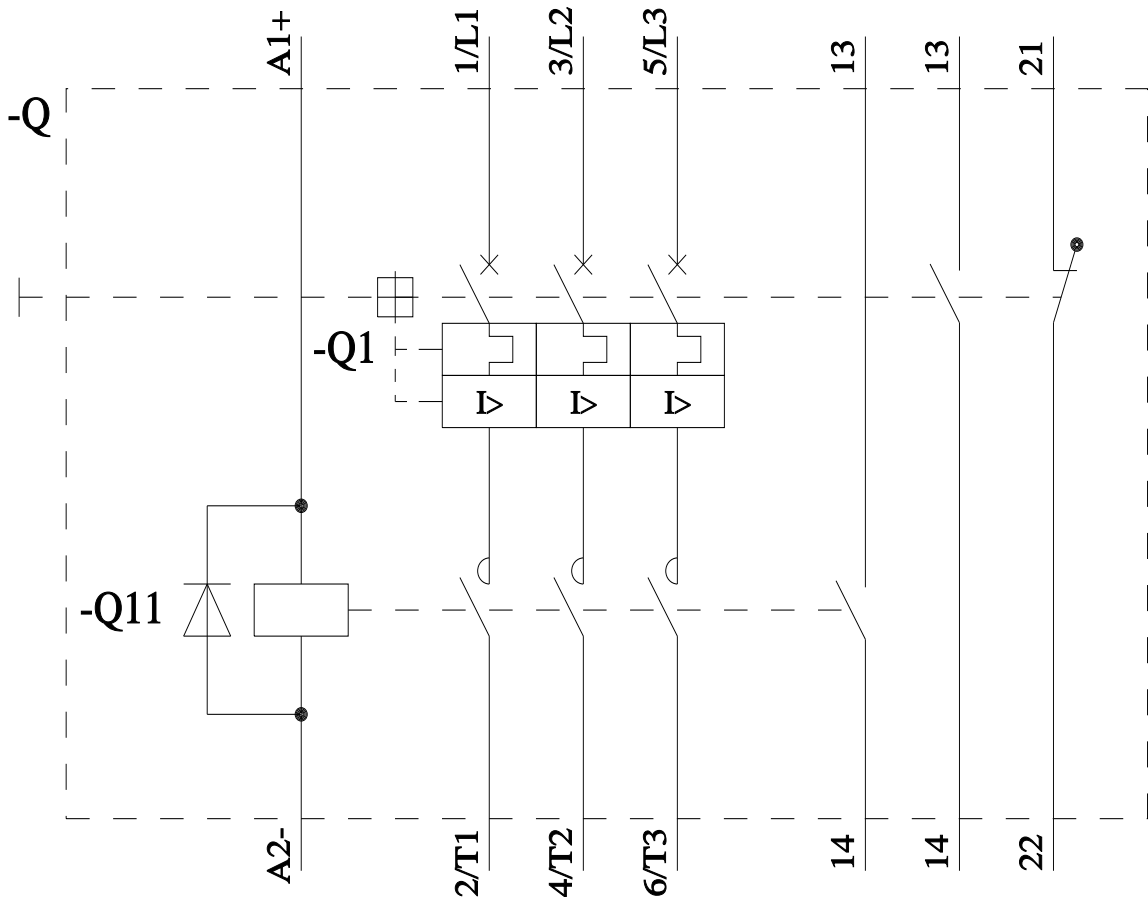 A1+
1/L1
3/L2
5/L3
13
13
21
-Q
-Q1
I>
I>
I>
-Q11
A2-
2/T1
4/T2
6/T3
14
14
22